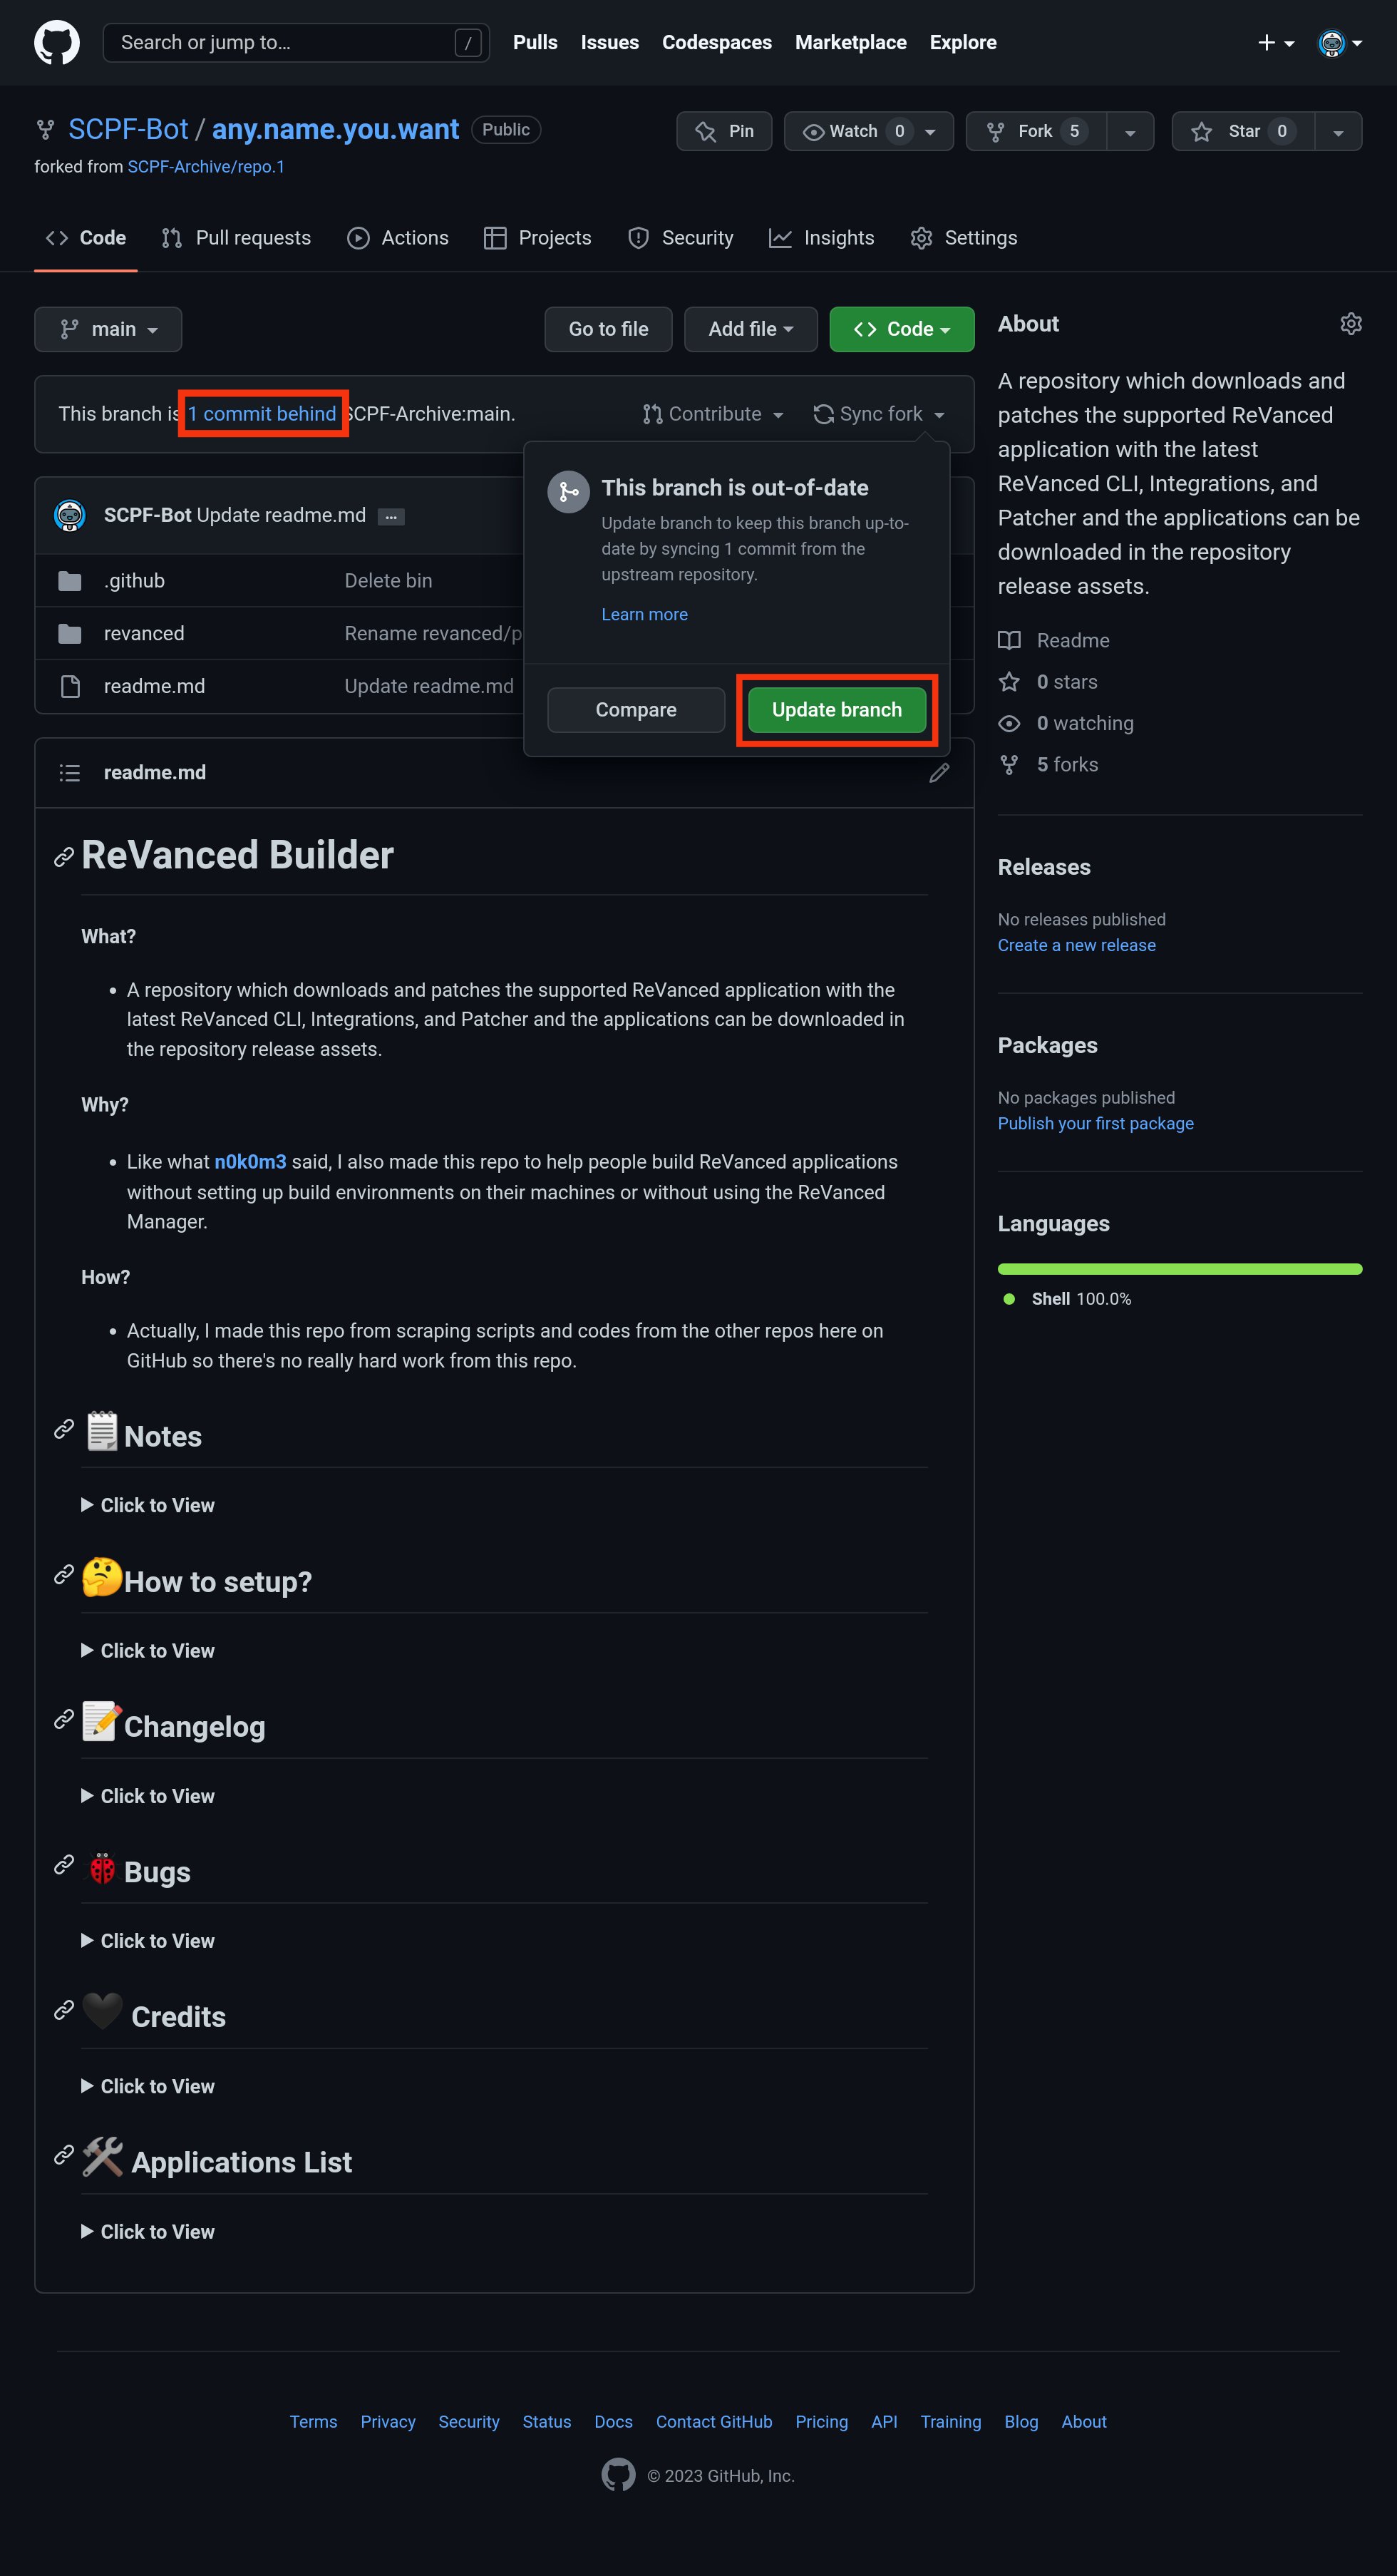 Search or jump to...
/
Pulls
Issues
Codespaces
Marketplace
Explore
SCPF-Bot / any.name.you.want
Public
Pin
Watch 0
Fork 5
Star 0
forked from SCPF-Archive/repo.1
Code
Pull requests
Actions
Projects
Security
Insights
Settings
main
Go to file
Add file
Code
This branch is 1 commit behind SCPF-Archive:main.
Contribute
Sync fork
This branch is out-of-date
Update branch to keep this branch up-to-
date by syncing 1 commit from the
upstream repository.
Learn more
Compare
Update branch
SCPF-Bot Update readme.md ...
.github
Delete bin
revanced
Rename revanced/p
readme.md
Update readme.md
readme.md
ReVanced Builder
What?
• A repository which downloads and patches the supported ReVanced application with the
latest ReVanced CLI, Integrations, and Patcher and the applications can be downloaded in
the repository release assets.
Why?
• Like what n0k0m3 said, I also made this repo to help people build ReVanced applications
without setting up build environments on their machines or without using the ReVanced
Manager.
How?
• Actually, I made this repo from scraping scripts and codes from the other repos here on
GitHub so there's no really hard work from this repo.
🗒️Notes
▶ Click to View
🤔How to setup?
▶ Click to View
📝Changelog
▶ Click to View
🐞Bugs
▶ Click to View
🖤 Credits
▶ Click to View
🛠️ Applications List
▶ Click to View
About
A repository which downloads and
patches the supported ReVanced
application with the latest
ReVanced CLI, Integrations, and
Patcher and the applications can be
downloaded in the repository
release assets.
Readme
0 stars
0 watching
5 forks
Releases
No releases published
Create a new release
Packages
No packages published
Publish your first package
Languages
Shell 100.0%
Terms
Privacy
Security
Status
Docs
Contact GitHub
Pricing
API
Training
Blog
About
© 2023 GitHub, Inc.